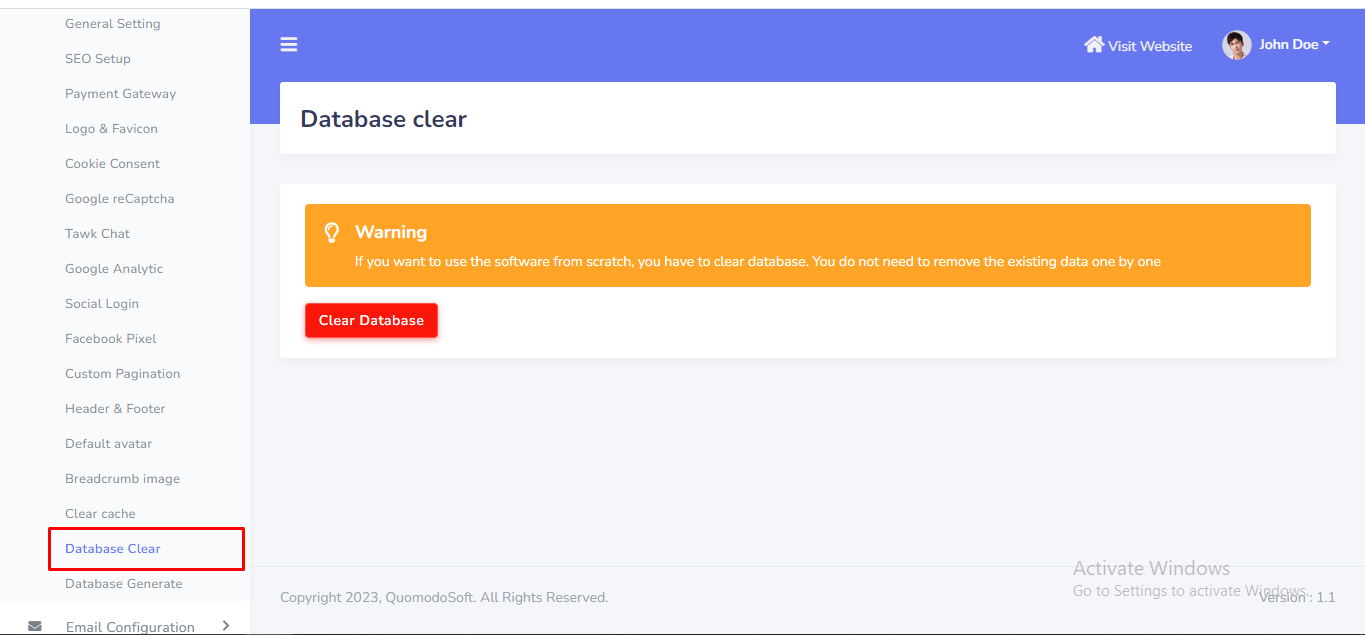 General Setting
SEO Setup
Payment Gateway
Logo & Favicon
Cookie Consent
Google reCaptcha
Tawk Chat
Google Analytic
Social Login
Facebook Pixel
Custom Pagination
Header & Footer
Default avatar
Breadcrumb image
Clear cache
Database Clear
Database Generate
Email Configuration
Visit Website
John Doe
Database clear
Warning
If you want to use the software from scratch, you have to clear database. You do not need to remove the existing data one by one
Clear Database
Activate Windows
Go to Settings to activate Windows.
Copyright 2023, QuomodoSoft. All Rights Reserved.
Version : 1.1